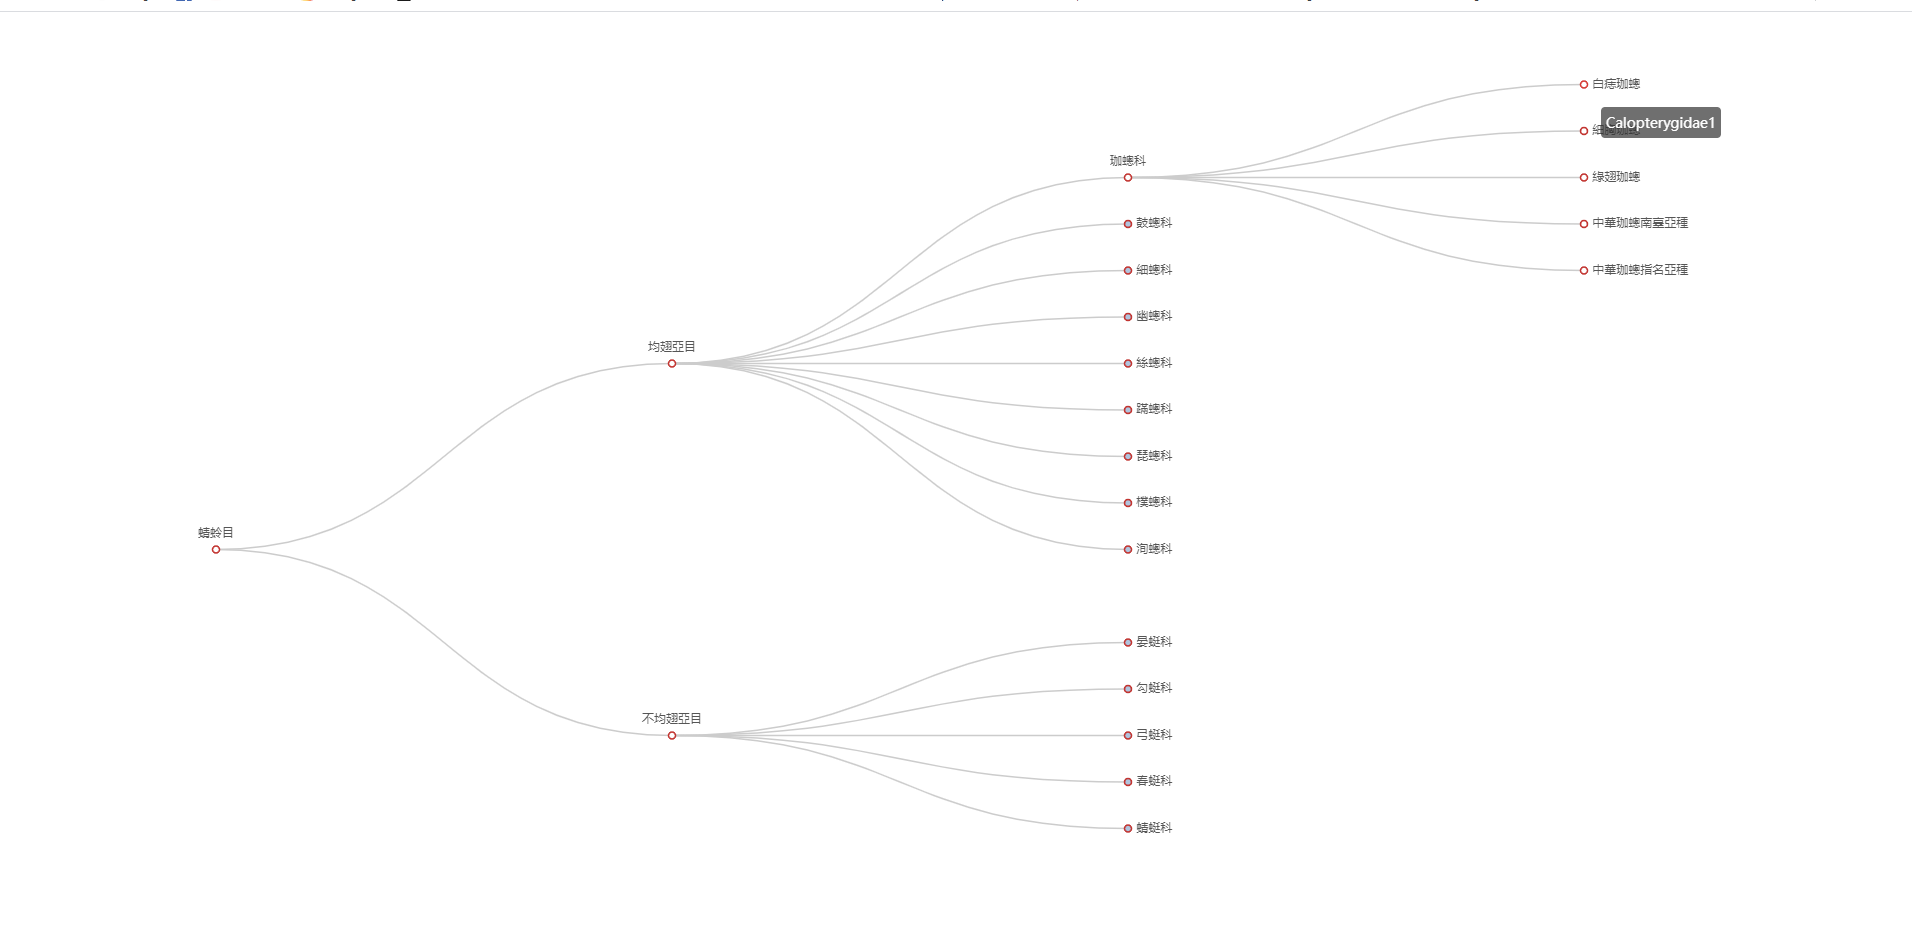 白痣珈蟌
Calopterygidae1
珈蟌科
綠翅珈蟌
鼓蟌科
中華珈蟌南臺亞種
細蟌科
中華珈蟌指名亞種
幽蟌科
均翅亞目
絲蟌科
蹣蟌科
琵蟌科
樸蟌科
蜻蛉目
洵蟌科
晏蜓科
勾蜓科
不均翅亞目
弓蜓科
春蜓科
蜻蜓科